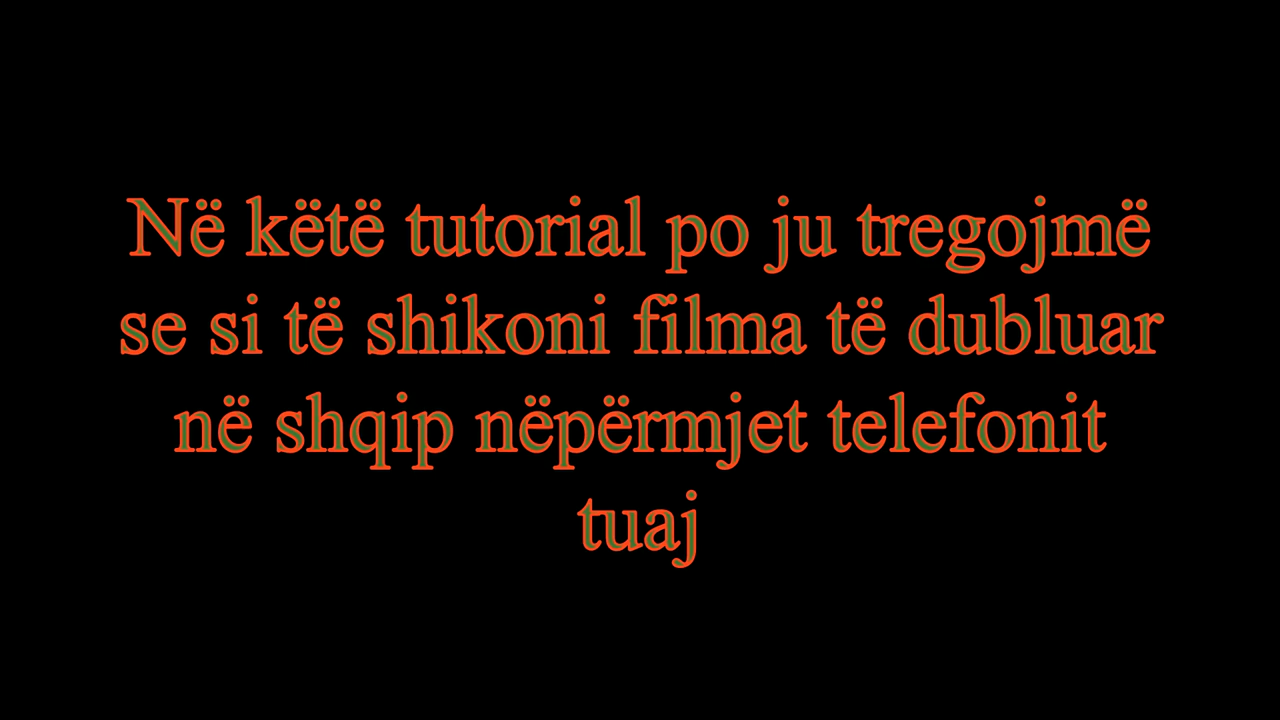 Në këtë tutorial po ju tregojmë
se si të shikoni filma të dubluar
në shqip nëpërmjet telefonit
tuaj